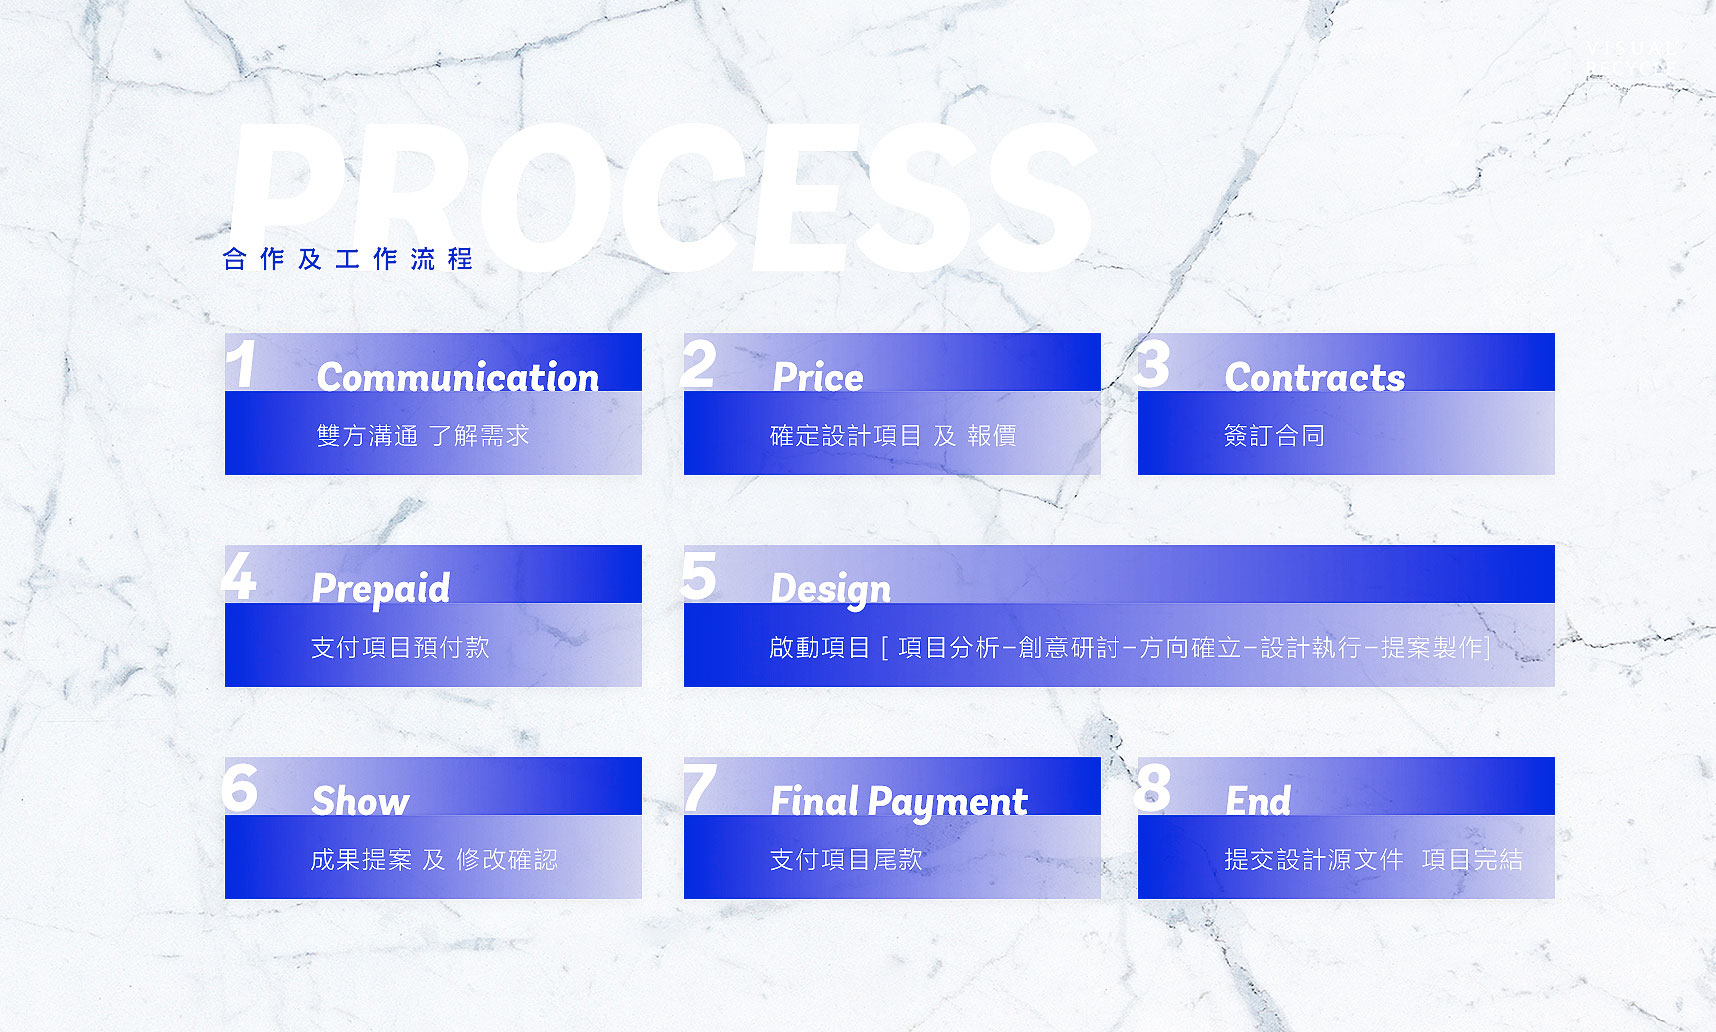 VISUAL
RECYCLE
PROCESS
合作及工作流程
1 Communication
雙方溝通 了解需求
2 Price
確定設計項目 及 報價
3 Contracts
簽訂合同
4 Prepaid
支付項目預付款
5 Design
啟動項目 [ 項目分析–創意研討–方向確立–設計執行–提案製作]
6 Show
成果提案 及 修改確認
7 Final Payment
支付項目尾款
8 End
提交設計源文件 項目完結